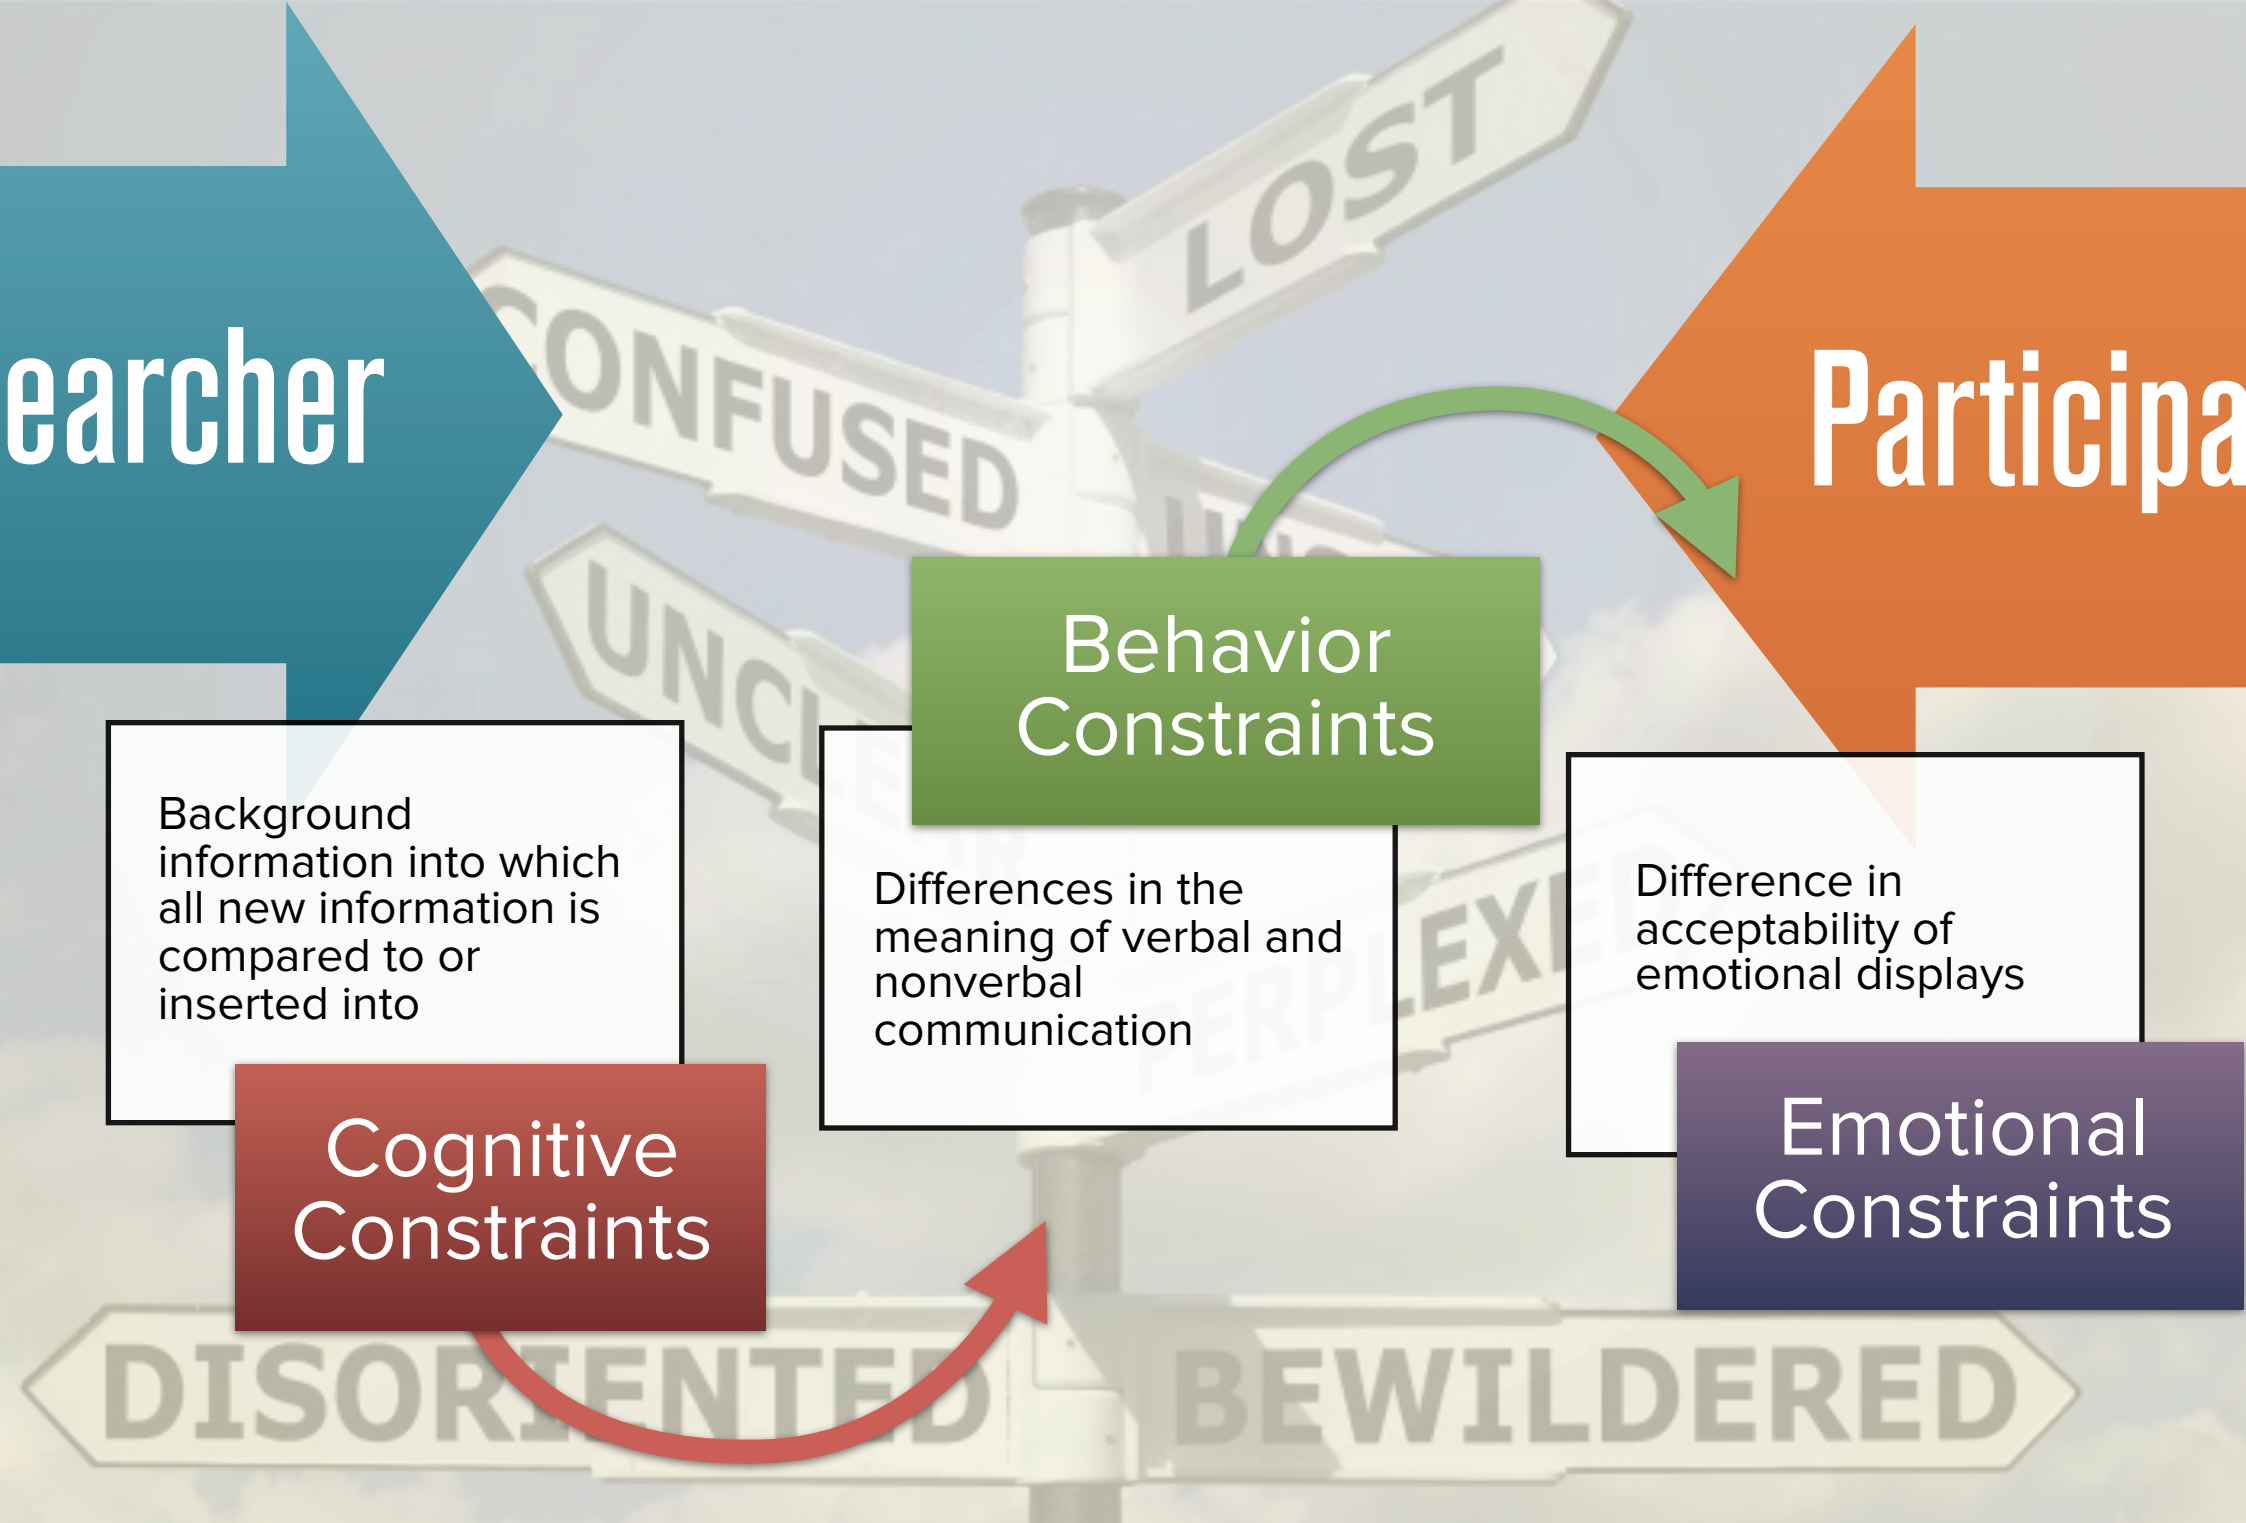 LOST
CONFUSED
earcher
Participa
UNCLEAR
Behavior
Constraints
Background
information into which
all new information is
compared to or
inserted into
Differences in the
meaning of verbal and
nonverbal
communication
PERPLEXED
Difference in
acceptability of
emotional displays
Cognitive
Constraints
Emotional
Constraints
DISORIENTED
BEWILDERED